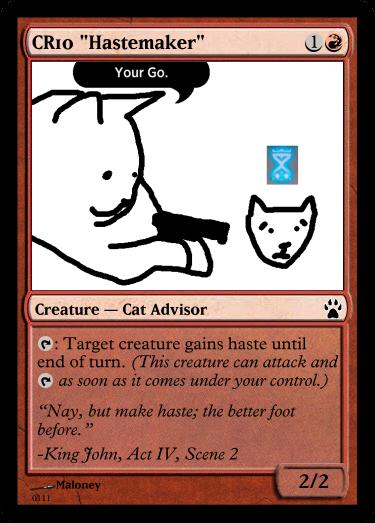 CR10 "Hastemaker" 1
Your Go.
Creature — Cat Advisor
: Target creature gains haste until
end of turn. (This creature can attack and
as soon as it comes under your control.)
“Nay, but make haste; the better foot
before.”
-King John, Act IV, Scene 2
2/2
Maloney
0111